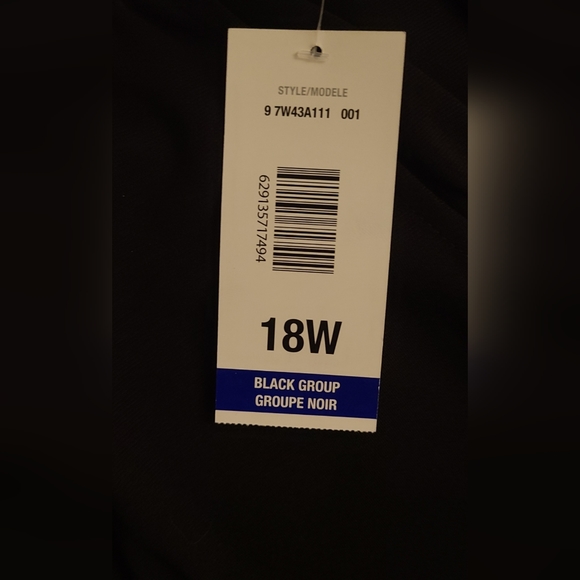 STYLE/MODELE
9 7W43A111 001
629135717494
18W
BLACK GROUP
GROUPE NOIR